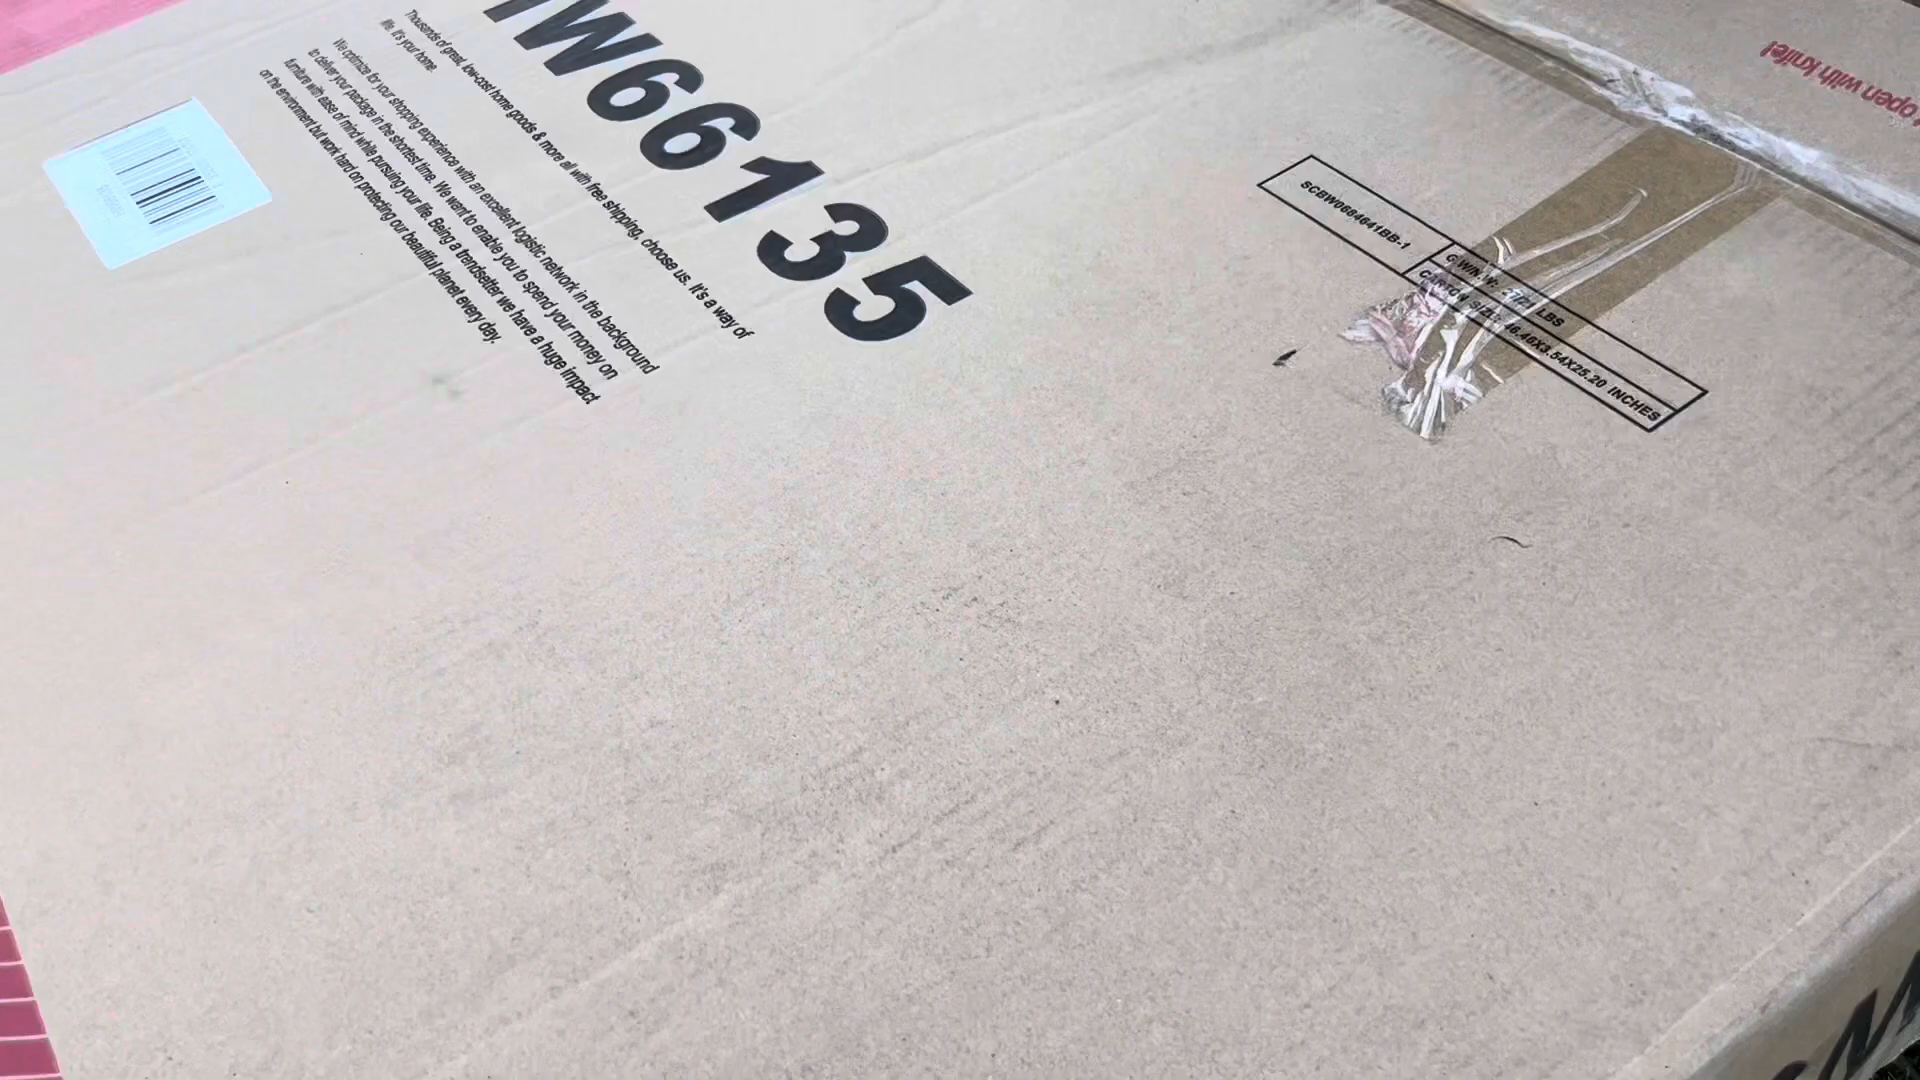 W66135
Thousands of great, low-cost home goods & more all with free shipping, choose us. It's a way of
life. It's your home.
We optimize for your shopping experience with an excellent logistic network in the background
to deliver your package in the shortest time. We want to enable you to spend your money on
furniture with ease of mind while pursuing your life. Being a trendsetter we have a huge impact
on the environment but work hard on protecting our beautiful planet every day.
SCBW0684641BB-1
G.W/N.W: LBS
CARTON SIZE: 46.46X3.54X25.20 INCHES
open with knife!